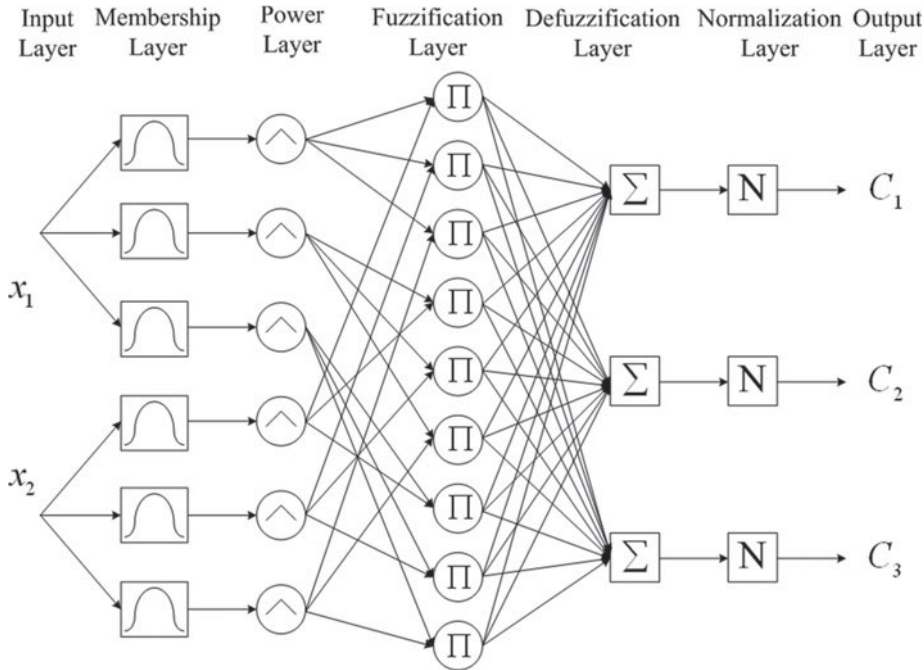 Input Layer
Membership Layer
Power Layer
Fuzzification Layer
Defuzzification Layer
Normalization Layer
Output Layer
x1
x2
Π
Π
Π
Π
Π
Π
Π
Π
Π
Σ
Σ
Σ
N
N
N
C1
C2
C3